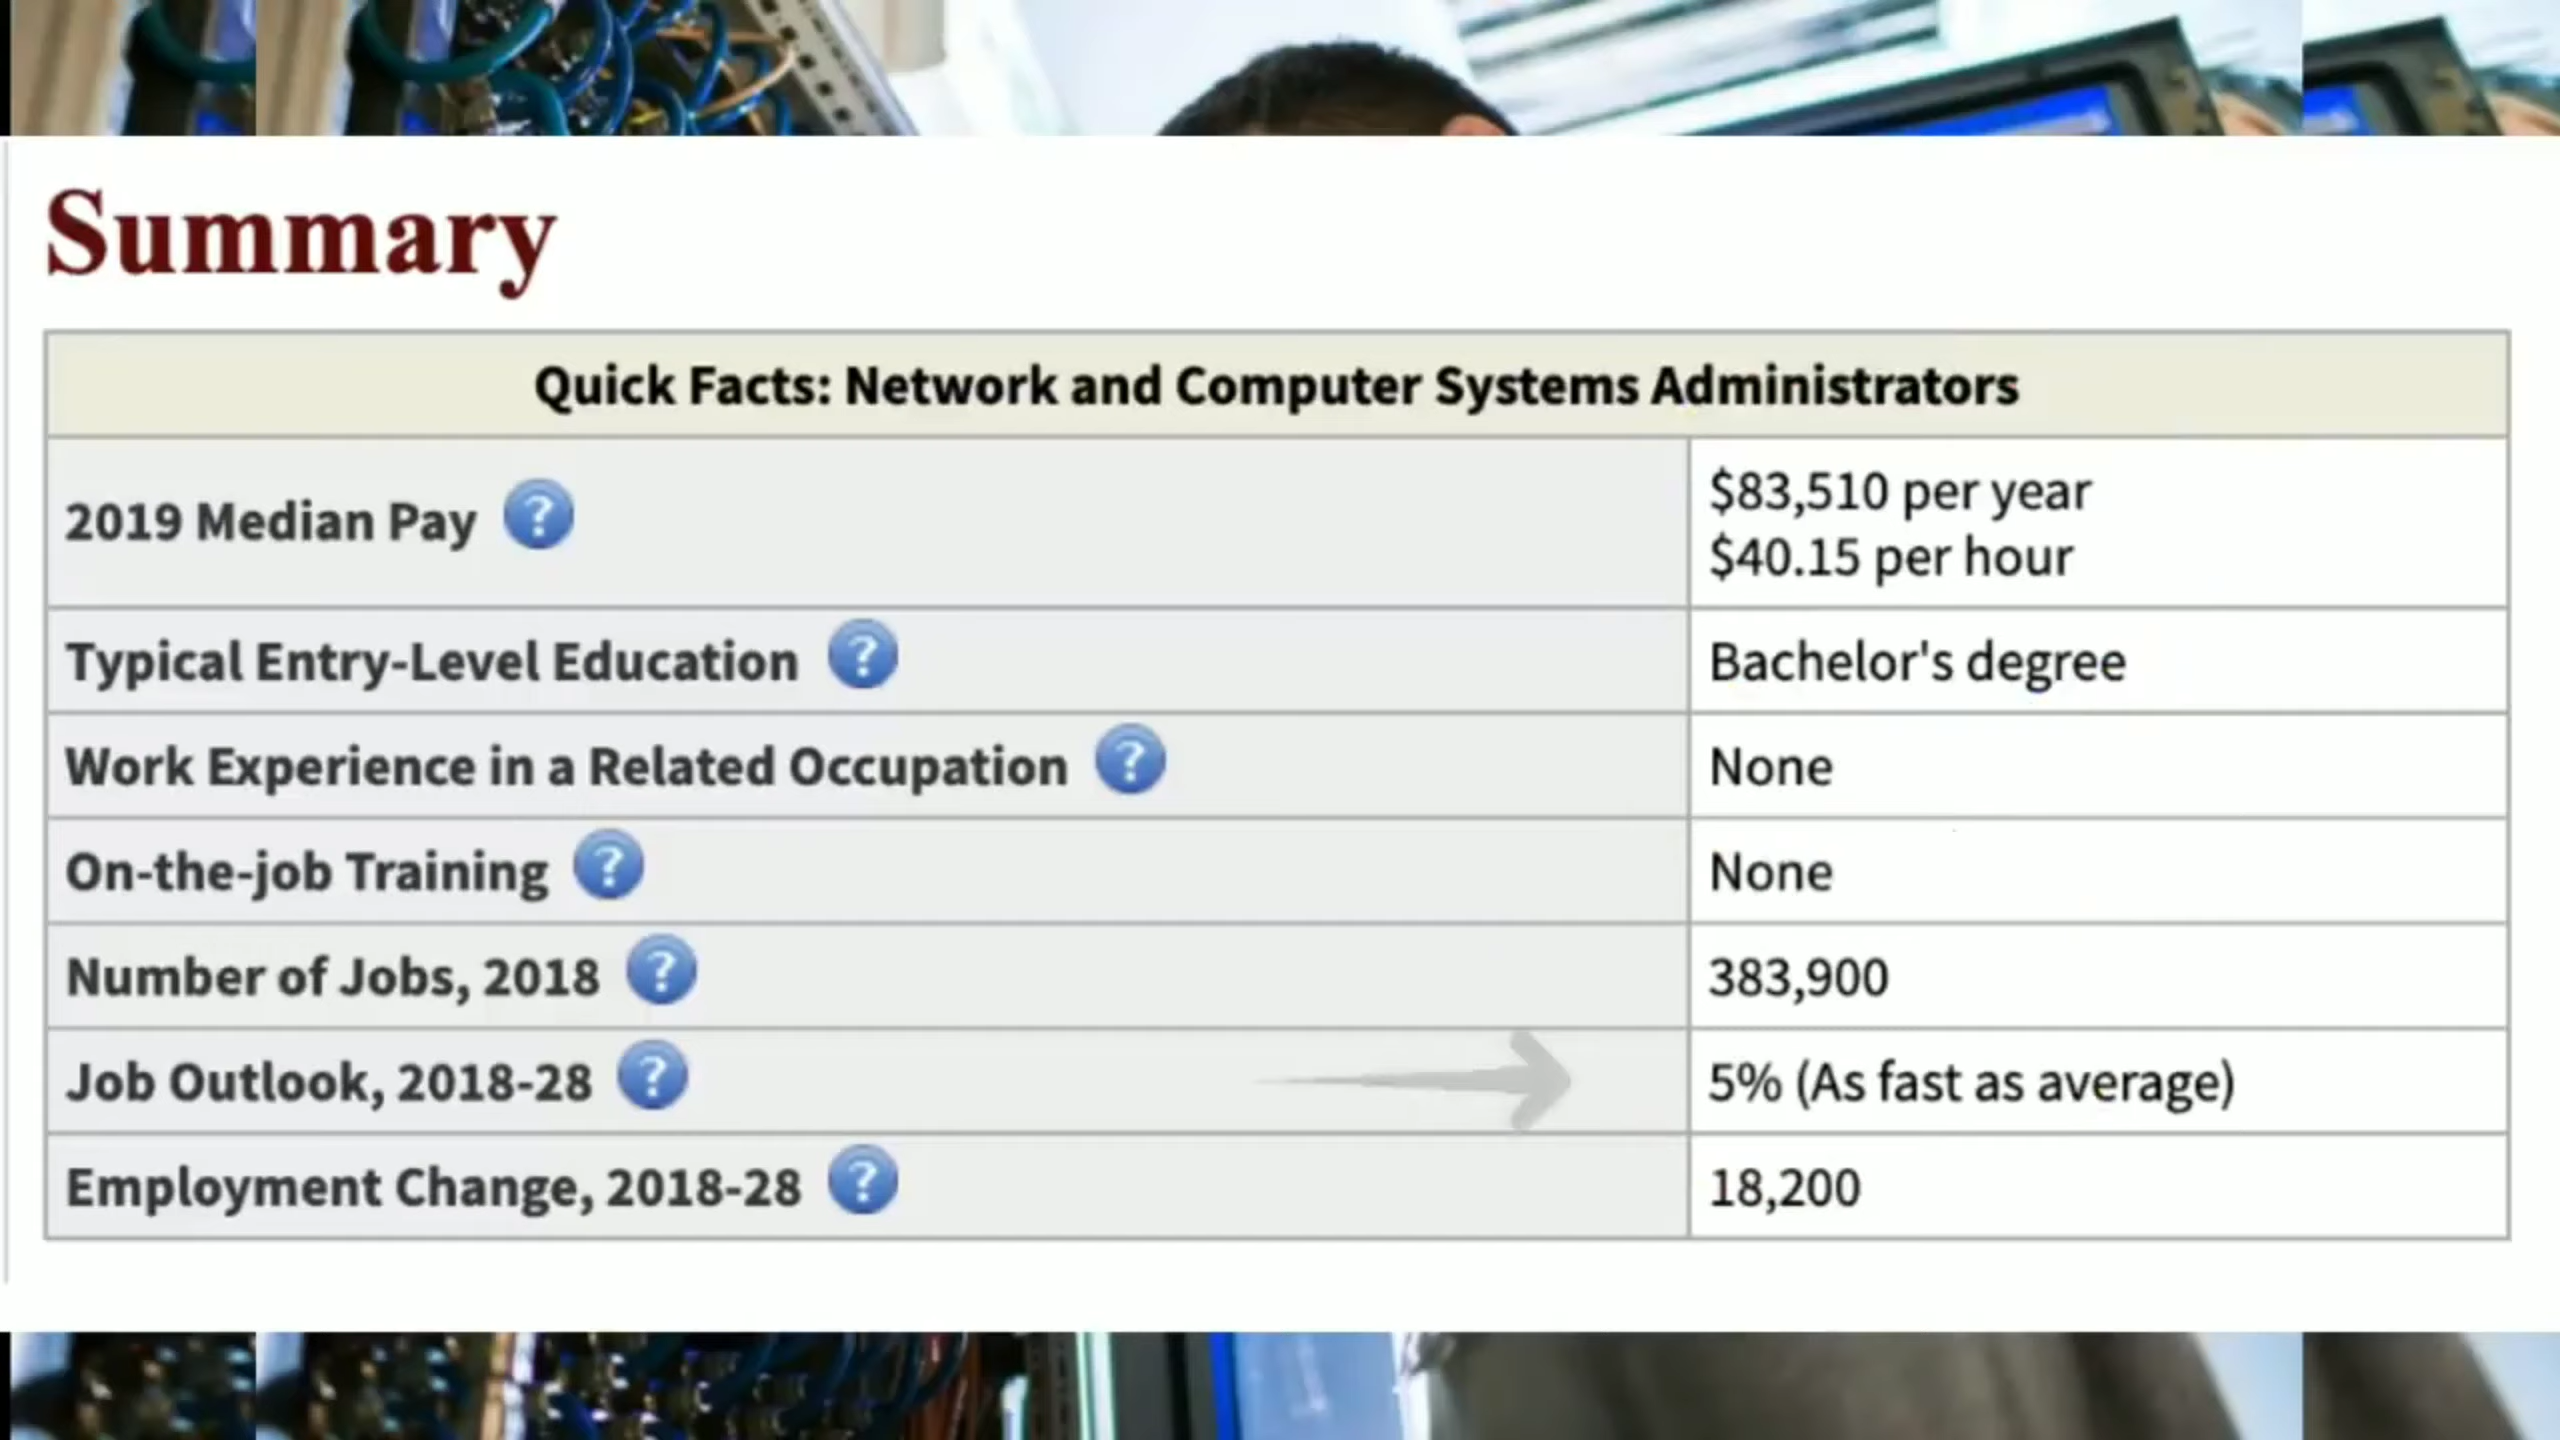 Summary
Quick Facts: Network and Computer Systems Administrators
2019 Median Pay ?
$83,510 per year
$40.15 per hour
Typical Entry-Level Education ?
Bachelor's degree
Work Experience in a Related Occupation ?
None
On-the-job Training ?
None
Number of Jobs, 2018 ?
383,900
Job Outlook, 2018-28 ?
5% (As fast as average)
Employment Change, 2018-28 ?
18,200